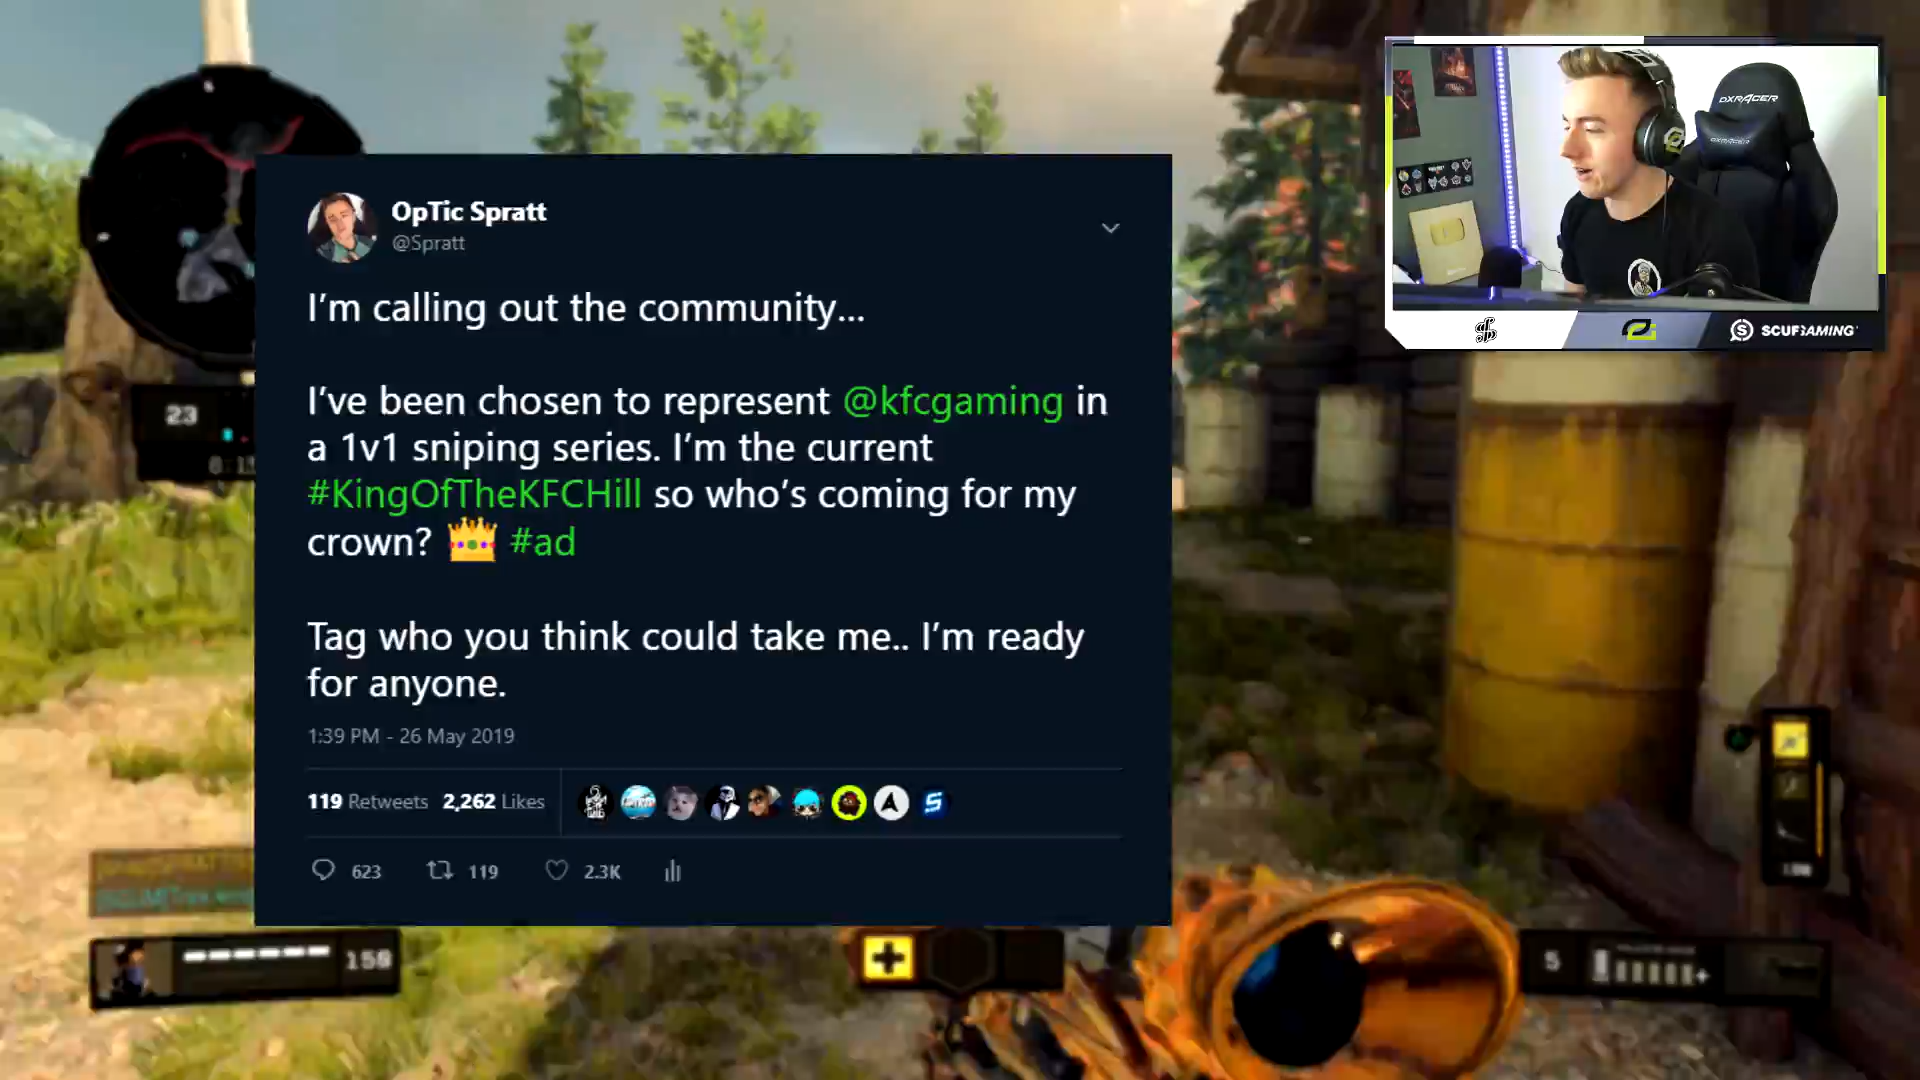 DXRACER
DXRACER
SCUFGAMING
OpTic Spratt
@Spratt
I'm calling out the community...
I've been chosen to represent @kfcgaming in
a 1v1 sniping series. I'm the current
#KingOfTheKFCHill so who's coming for my
crown? 👑 #ad
Tag who you think could take me.. I'm ready
for anyone.
1:39 PM - 26 May 2019
119 Retweets 2,262 Likes
623 119 2.3K
23
150
5